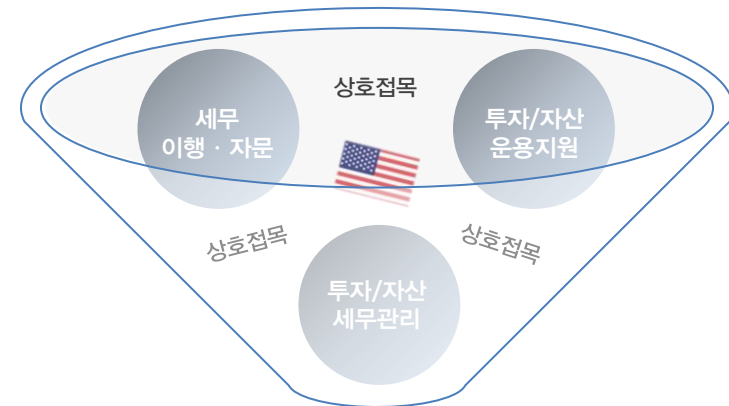 상호접목
세무
이행 · 자문
투자/자산
운용지원
상호접목
상호접목
투자/자산
세무관리